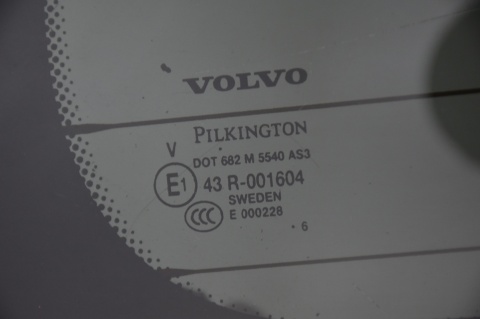 VOLVO
PILKINGTON
V
DOT 682 M 5540 AS3
E1 43 R-001604
SWEDEN
CCC E 000228
6